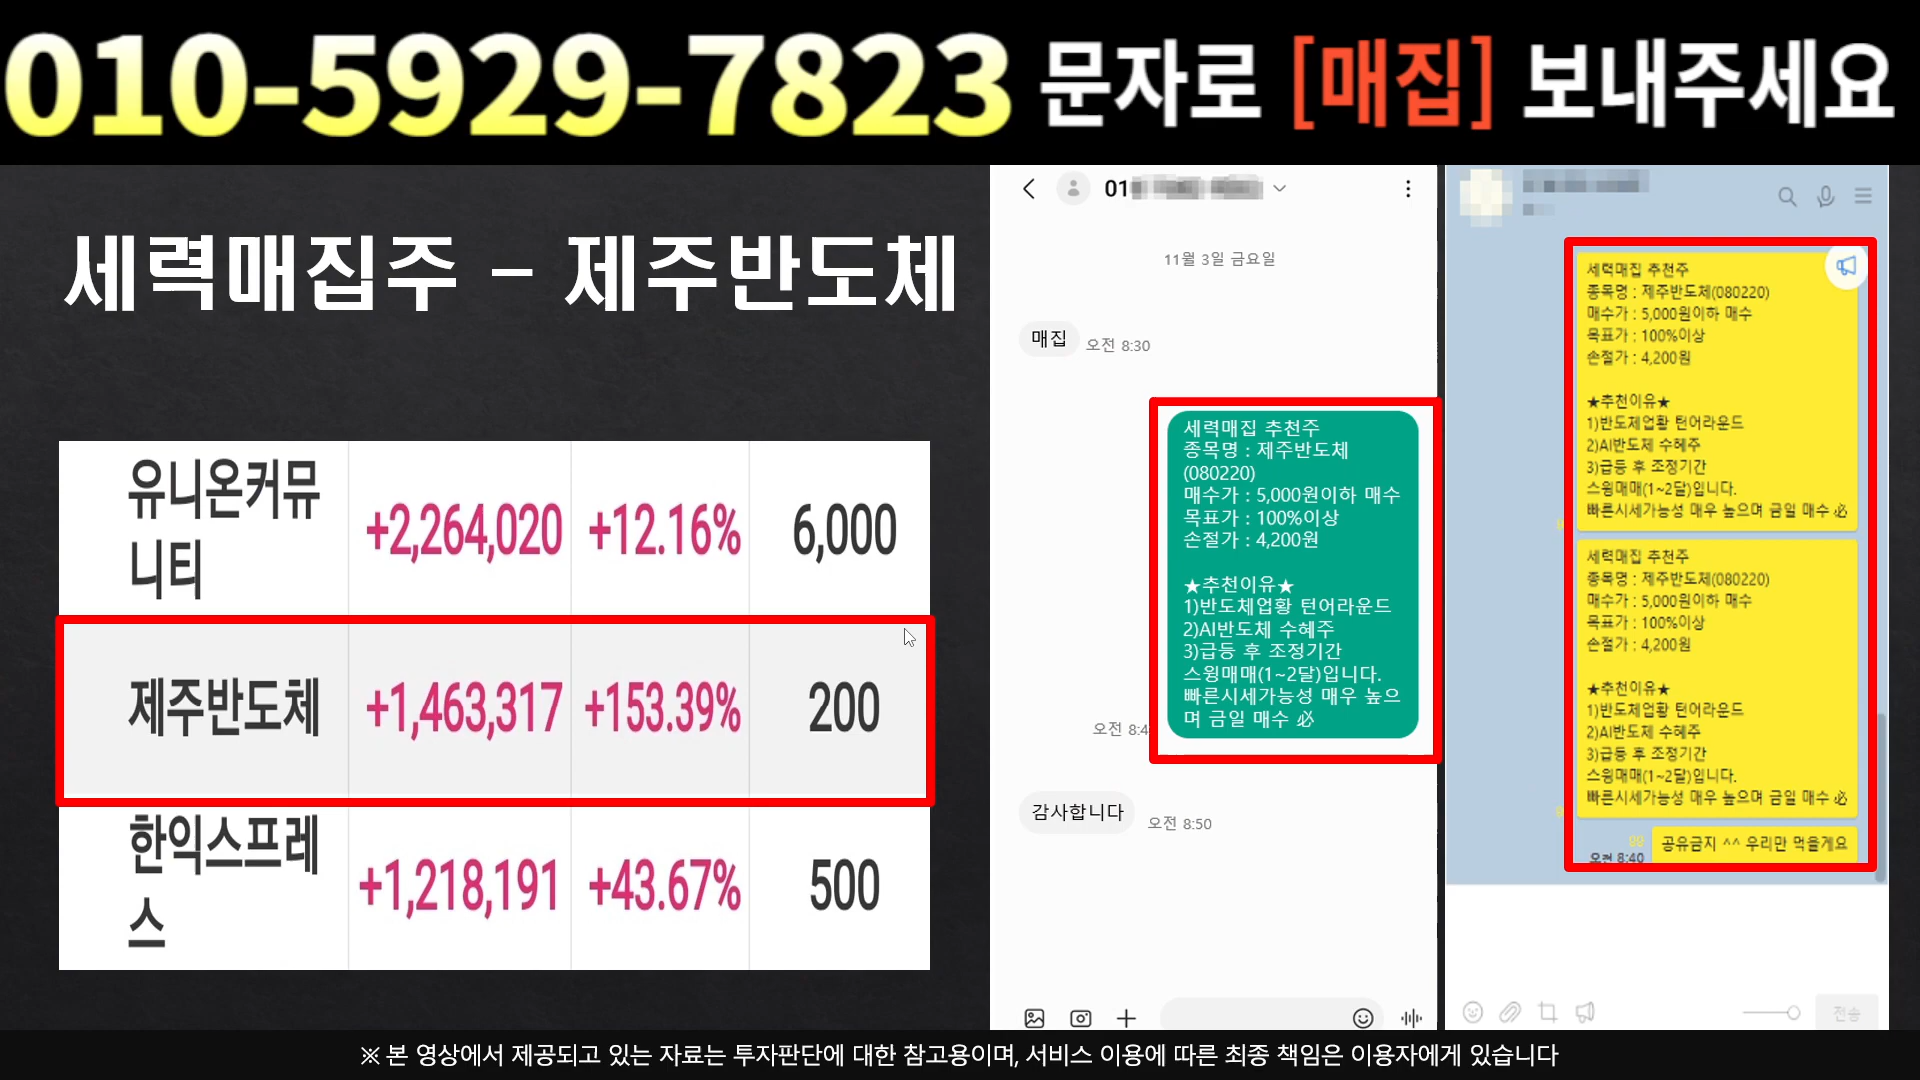 010-5929-7823 문자로 [매집] 보내주세요
세력매집주 - 제주반도체
유니온커뮤
니티
+2,264,020
+12.16%
6,000
제주반도체
+1,463,317
+153.39%
200
한익스프레
스
+1,218,191
+43.67%
500
01
11월 3일 금요일
매집
오전 8:30
세력매집 추천주
종목명 : 제주반도체
(080220)
매수가 : 5,000원이하 매수
목표가 : 100%이상
손절가 : 4,200원
★추천이유★
1)반도체업황 턴어라운드
2)AI반도체 수혜주
3)급등 후 조정기간
스윙매매(1~2달)입니다.
빠른시세가능성 매우 높으
며 금일 매수 必
오전 8:4
감사합니다
오전 8:50
세력매집 추천주
종목명 : 제주반도체(080220)
매수가 : 5,000원이하 매수
목표가 : 100%이상
손절가 : 4,200원
★추천이유★
1)반도체업황 턴어라운드
2)AI반도체 수혜주
3)급등 후 조정기간
스윙매매(1~2달)입니다.
빠른시세가능성 매우 높으며 금일 매수 必
세력매집 추천주
종목명 : 제주반도체(080220)
매수가 : 5,000원이하 매수
목표가 : 100%이상
손절가 : 4,200원
★추천이유★
1)반도체업황 턴어라운드
2)AI반도체 수혜주
3)급등 후 조정기간
스윙매매(1~2달)입니다.
빠른시세가능성 매우 높으며 금일 매수 必
공유금지 ^^ 우리만 먹을게요
오전 8:40
전송
※ 본 영상에서 제공되고 있는 자료는 투자판단에 대한 참고용이며, 서비스 이용에 따른 최종 책임은 이용자에게 있습니다